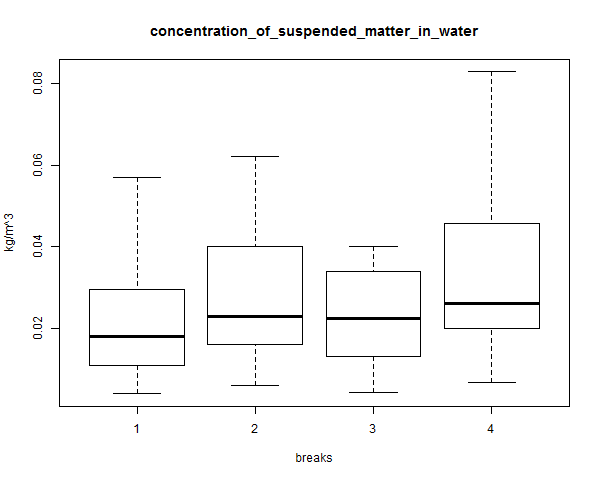 concentration_of_suspended_matter_in_water
0.08
0.06
0.04
0.02
kg/m^3
1 2 3 4
breaks